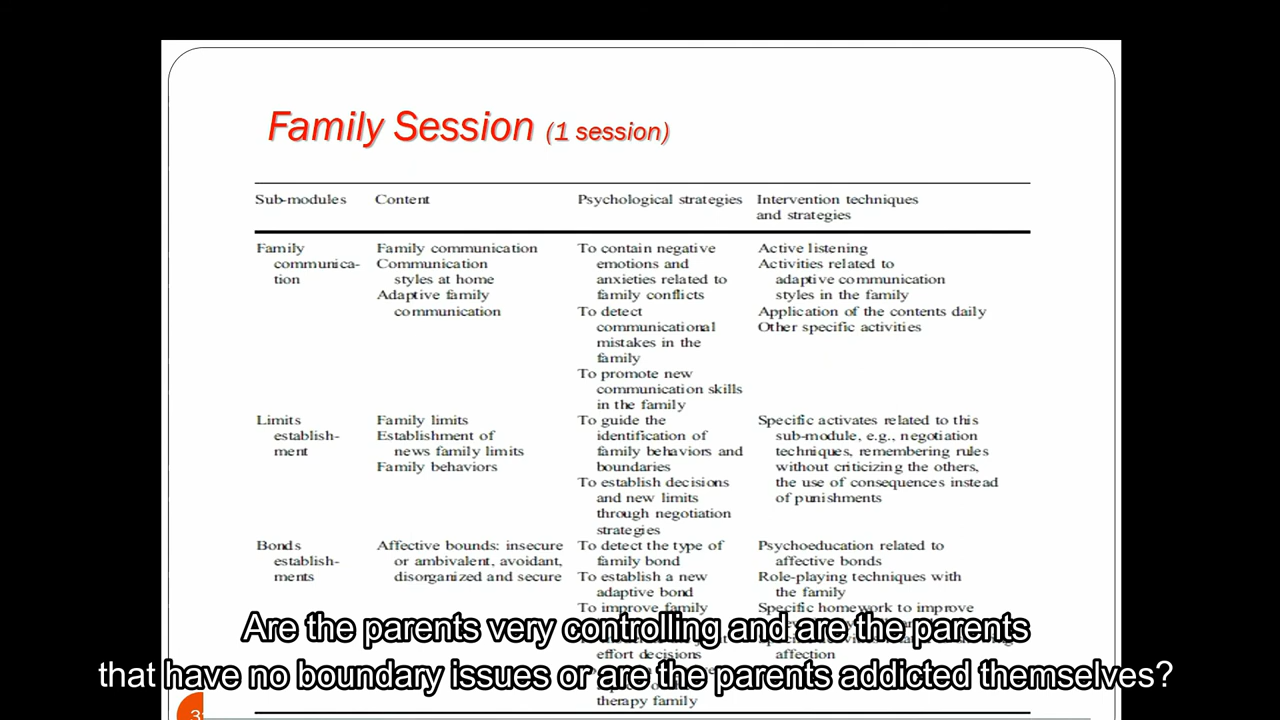 Family Session (1 session)
Sub-modules Content Psychological strategies Intervention techniques
and strategies
Family Family communication To contain negative Active listening
communica- Communication emotions and Activities related to
tion styles at home anxieties related to adaptive communication
Adaptive family family conflicts styles in the family
communication To detect Application of the contents daily
communicational Other specific activities
mistakes in the
family
To promote new
communication skills
in the family
Limits Family limits To guide the Specific activates related to this
establish- Establishment of identification of sub-module, e.g., negotiation
ment news family limits family behaviors and techniques, remembering rules
Family behaviors boundaries without criticizing the others,
To establish decisions the use of consequences instead
and new limits of punishments
through negotiation
strategies
Bonds Affective bounds: insecure To detect the type of Psychoeducation related to
establish- or ambivalent, avoidant, family bond affective bonds
ments disorganized and secure To establish a new Role-playing techniques with
adaptive bond the family
To improve family Specific homework to improve
Are the parents very controlling and are the parents
effort decisions affection
that have no boundary issues or are the parents addicted themselves?
therapy family